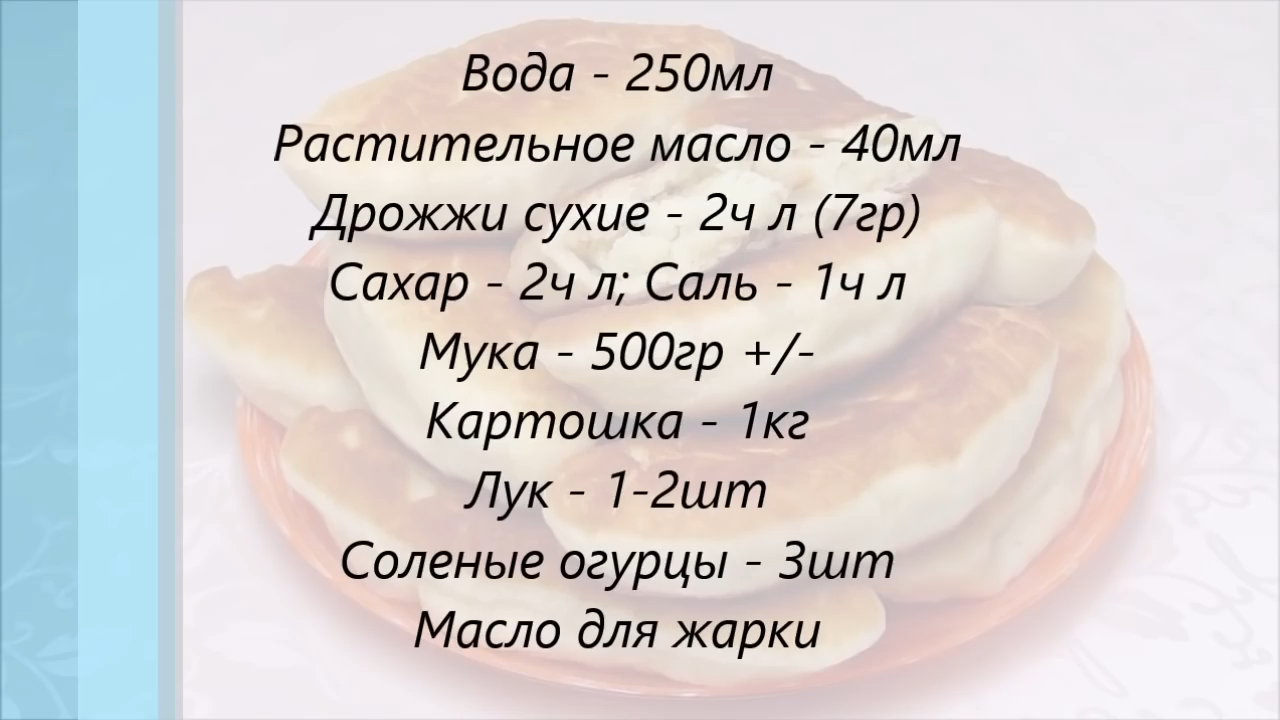 Вода - 250мл
Растительное масло - 40мл
Дрожжи сухие - 2ч л (7гр)
Сахар - 2ч л; Саль - 1ч л
Мука - 500гр +/-
Картошка - 1кг
Лук - 1-2шт
Соленые огурцы - 3шт
Масло для жарки